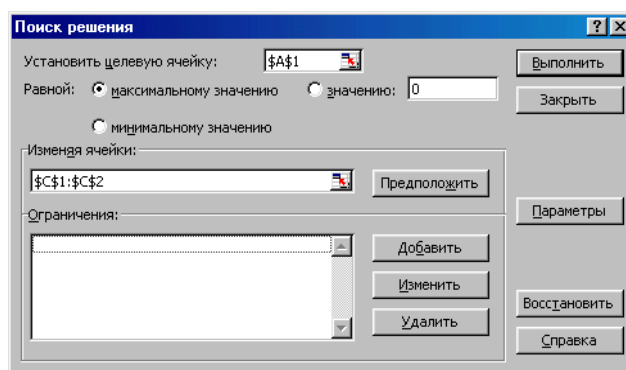 Поиск решения
Установить целевую ячейку: $A$1
Выполнить
Равной: максимальному значению значению: 0
Закрыть
минимальному значению
Изменяя ячейки:
$C$1:$C$2
Предположить
Ограничения:
Параметры
Добавить
Изменить
Восстановить
Удалить
Справка